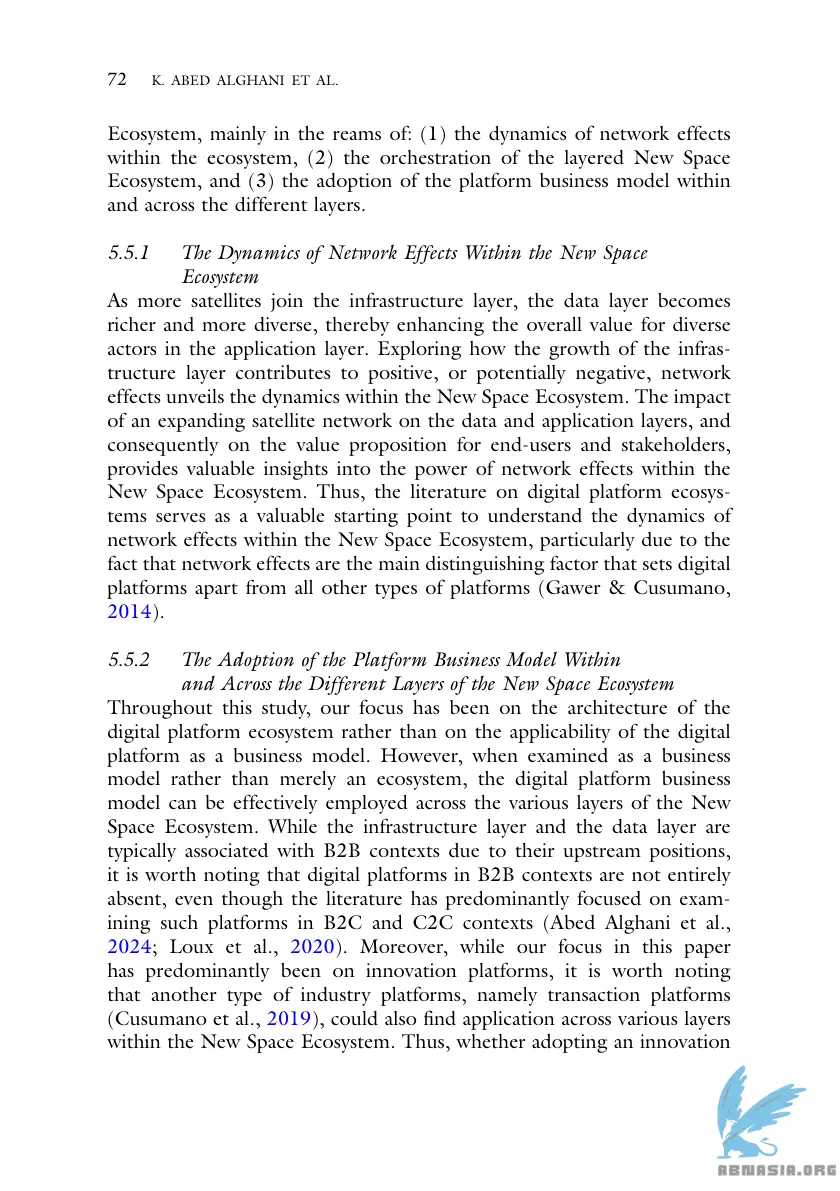 72 K. ABED ALGHANI ET AL.
Ecosystem, mainly in the reams of: (1) the dynamics of network effects
within the ecosystem, (2) the orchestration of the layered New Space
Ecosystem, and (3) the adoption of the platform business model within
and across the different layers.
5.5.1 The Dynamics of Network Effects Within the New Space
Ecosystem
As more satellites join the infrastructure layer, the data layer becomes
richer and more diverse, thereby enhancing the overall value for diverse
actors in the application layer. Exploring how the growth of the infras-
tructure layer contributes to positive, or potentially negative, network
effects unveils the dynamics within the New Space Ecosystem. The impact
of an expanding satellite network on the data and application layers, and
consequently on the value proposition for end-users and stakeholders,
provides valuable insights into the power of network effects within the
New Space Ecosystem. Thus, the literature on digital platform ecosys-
tems serves as a valuable starting point to understand the dynamics of
network effects within the New Space Ecosystem, particularly due to the
fact that network effects are the main distinguishing factor that sets digital
platforms apart from all other types of platforms (Gawer & Cusumano,
2014).
5.5.2 The Adoption of the Platform Business Model Within
and Across the Different Layers of the New Space Ecosystem
Throughout this study, our focus has been on the architecture of the
digital platform ecosystem rather than on the applicability of the digital
platform as a business model. However, when examined as a business
model rather than merely an ecosystem, the digital platform business
model can be effectively employed across the various layers of the New
Space Ecosystem. While the infrastructure layer and the data layer are
typically associated with B2B contexts due to their upstream positions,
it is worth noting that digital platforms in B2B contexts are not entirely
absent, even though the literature has predominantly focused on exam-
ining such platforms in B2C and C2C contexts (Abed Alghani et al.,
2024; Loux et al., 2020). Moreover, while our focus in this paper
has predominantly been on innovation platforms, it is worth noting
that another type of industry platforms, namely transaction platforms
(Cusumano et al., 2019), could also find application across various layers
within the New Space Ecosystem. Thus, whether adopting an innovation
ABNASIA.ORG